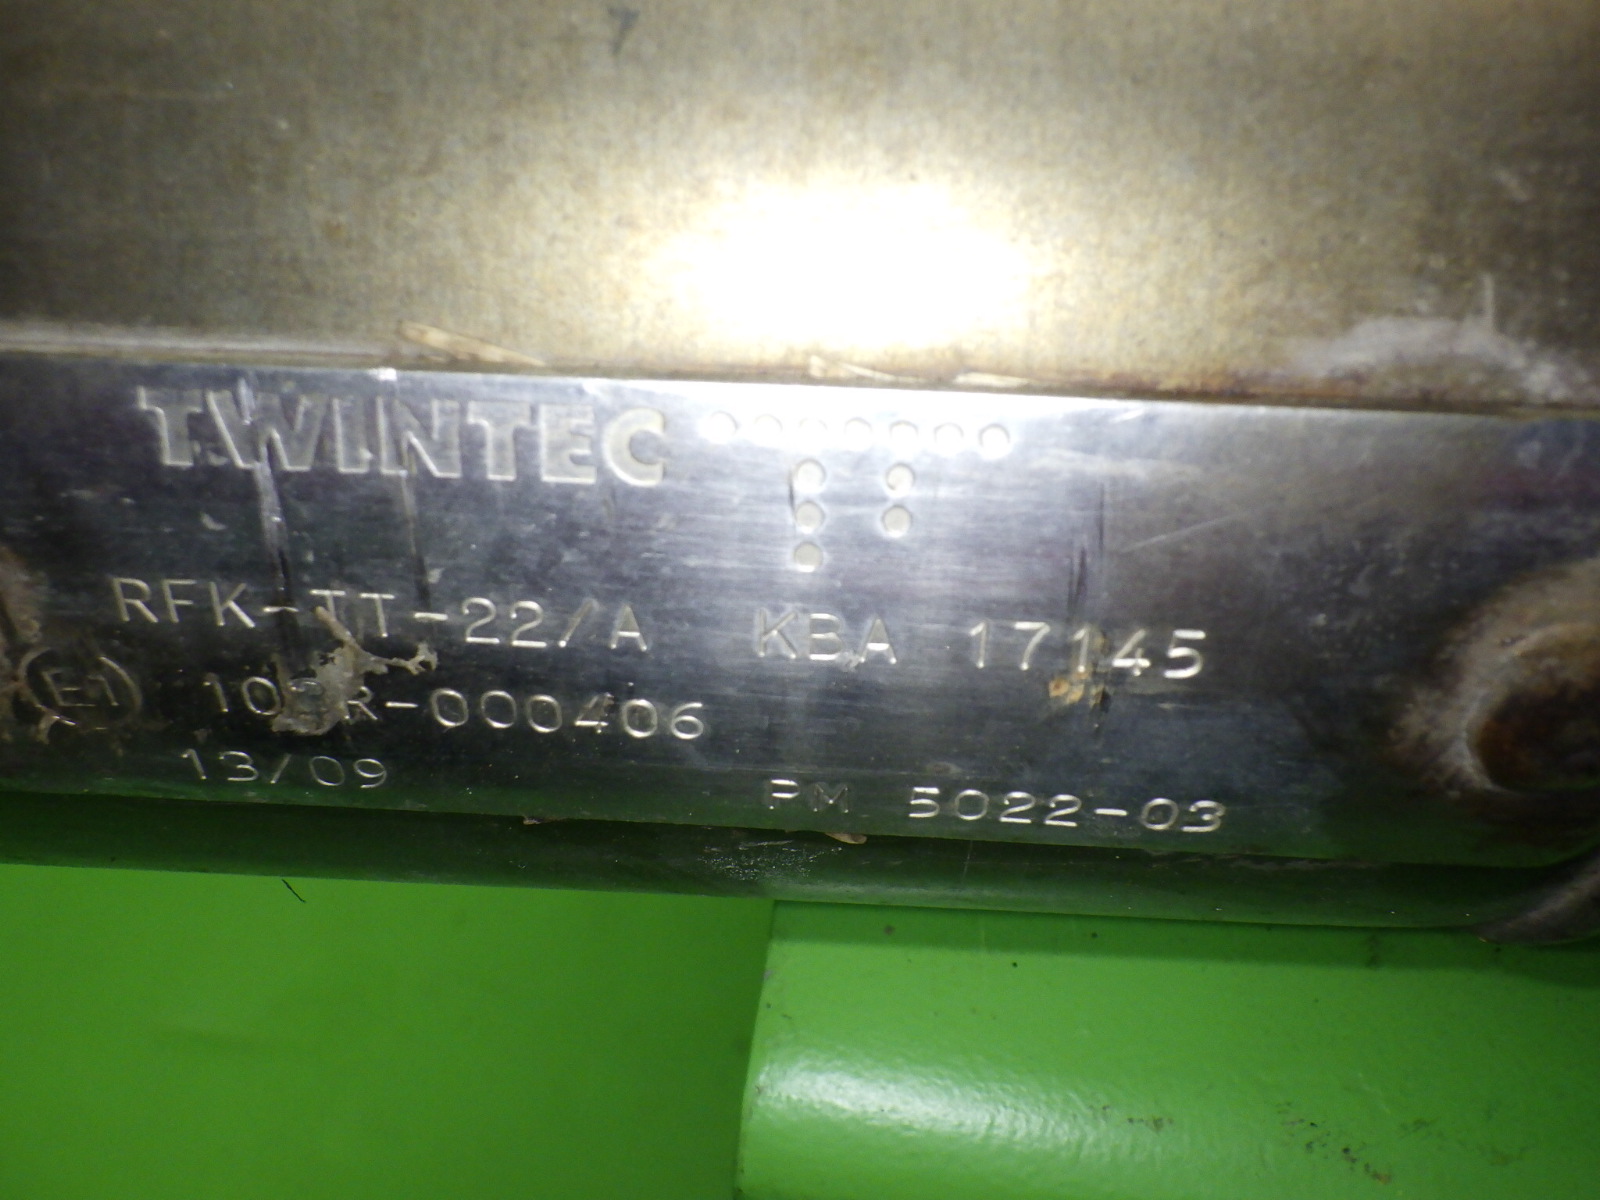 TWINTEC
RFK-TT-22/A KBA 17145
E1 103R-000406
13/09 PM 5022-03